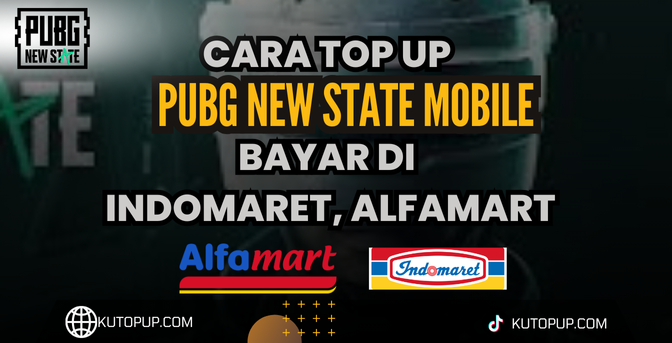 PUBG
NEW STATE
CARA TOP UP
PUBG NEW STATE MOBILE
BAYAR DI
INDOMARET, ALFAMART
Alfamart
Indomaret
KUTOPUP.COM
KUTOPUP.COM